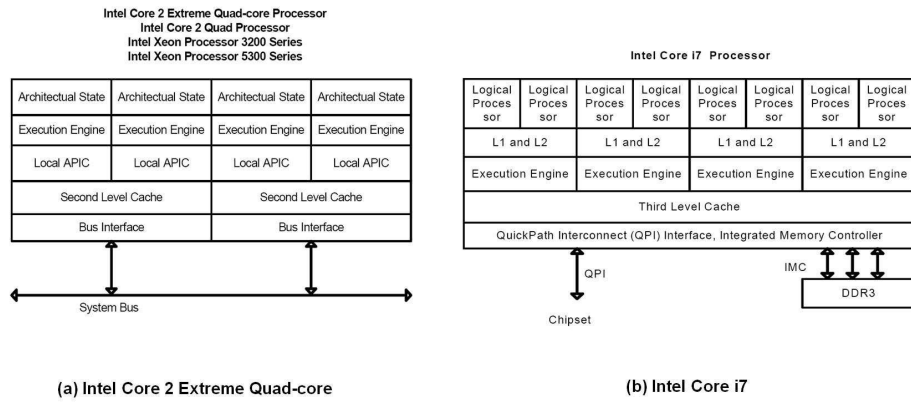 Intel Core 2 Extreme Quad-core Processor
Intel Core 2 Quad Processor
Intel Xeon Processor 3200 Series
Intel Xeon Processor 5300 Series
Architectual State Architectual State Architectual State Architectual State
Execution Engine Execution Engine Execution Engine Execution Engine
Local APIC Local APIC Local APIC Local APIC
Second Level Cache Second Level Cache
Bus Interface Bus Interface
System Bus
(a) Intel Core 2 Extreme Quad-core
Intel Core i7 Processor
Logical Logical Logical Logical Logical Logical Logical Logical
Proces Proces Proces Proces Proces Proces Proces Proces
sor sor sor sor sor sor sor sor
L1 and L2 L1 and L2 L1 and L2 L1 and L2
Execution Engine Execution Engine Execution Engine Execution Engine
Third Level Cache
QuickPath Interconnect (QPI) Interface, Integrated Memory Controller
QPI IMC
DDR3
Chipset
(b) Intel Core i7